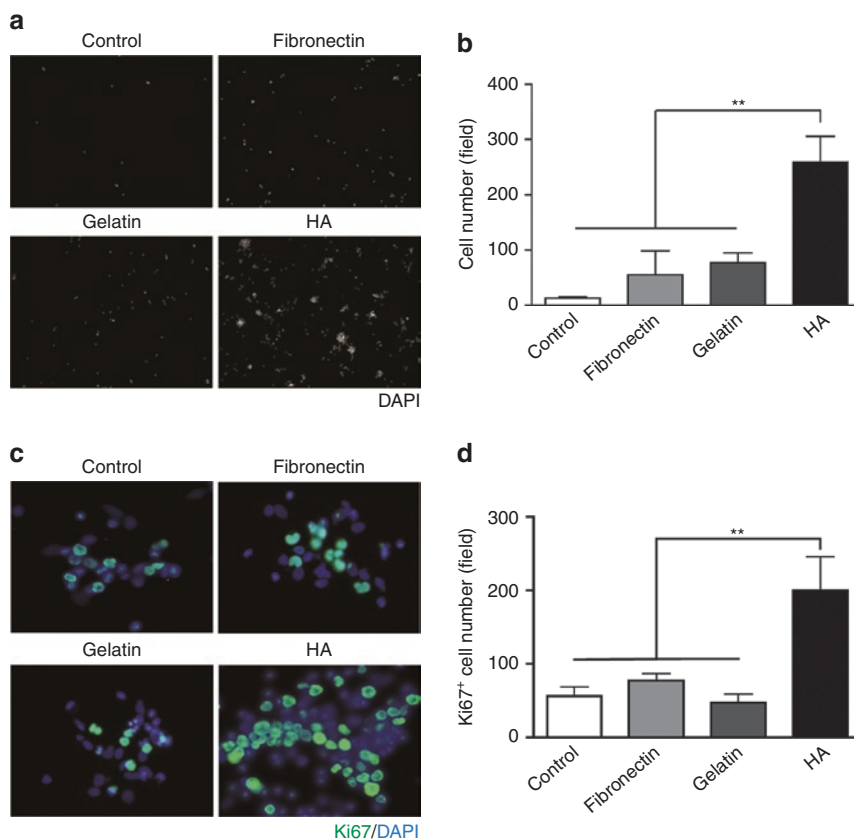 a
Control Fibronectin
Gelatin HA
DAPI
b
400
300
200
100
0
Cell number (field)
**
Control Fibronectin Gelatin HA
c
Control Fibronectin
Gelatin HA
Ki67/DAPI
d
300
200
100
0
Ki67⁺ cell number (field)
**
Control Fibronectin Gelatin HA